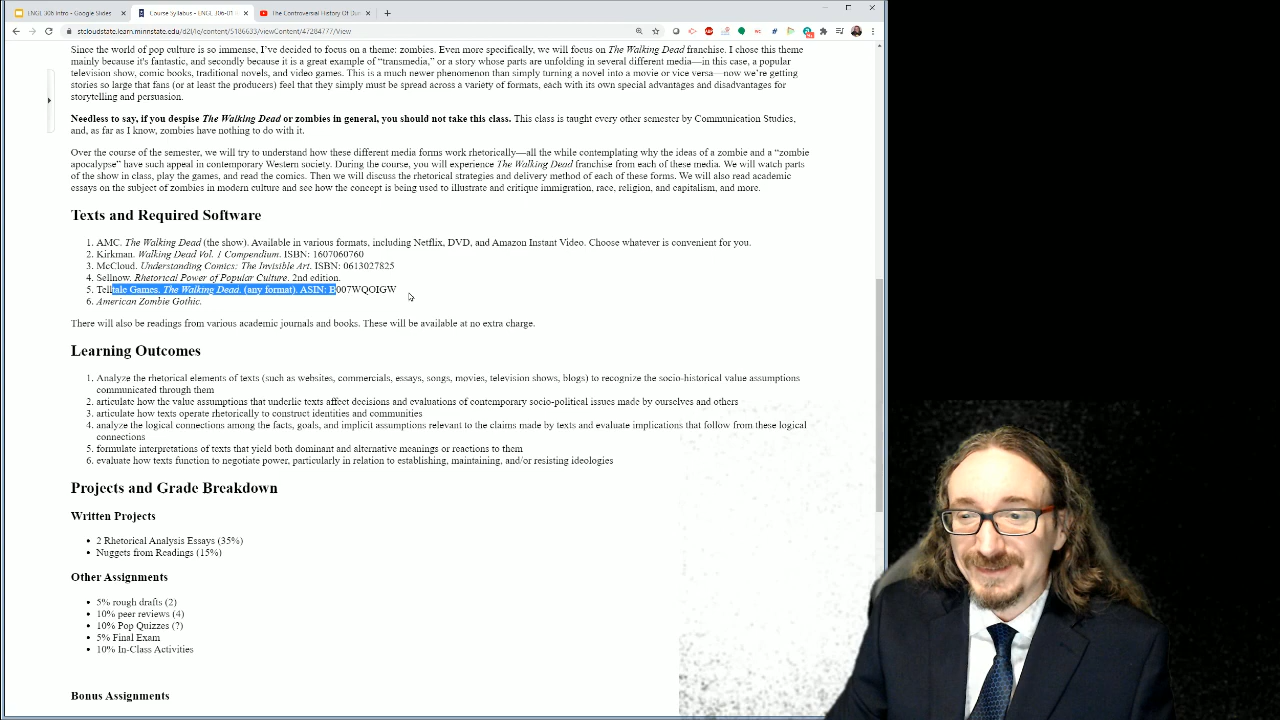 ENGL 306 Intro - Google Slides
Course Syllabus - ENGL 306-01
The Controversial History Of Dun
stcloudstate.learn.minnstate.edu/d2l/le/content/5186633/viewContent/47284777/View
Since the world of pop culture is so immense, I've decided to focus on a theme: zombies. Even more specifically, we will focus on The Walking Dead franchise. I chose this theme
mainly because it's fantastic, and secondly because it is a great example of “transmedia,” or a story whose parts are unfolding in several different media—in this case, a popular
television show, comic books, traditional novels, and video games. This is a much newer phenomenon than simply turning a novel into a movie or vice versa—now we're getting
stories so large that fans (or at least the producers) feel that they simply must be spread across a variety of formats, each with its own special advantages and disadvantages for
storytelling and persuasion.
Needless to say, if you despise The Walking Dead or zombies in general, you should not take this class. This class is taught every other semester by Communication Studies,
and, as far as I know, zombies have nothing to do with it.
Over the course of the semester, we will try to understand how these different media forms work rhetorically—all the while contemplating why the ideas of a zombie and a “zombie
apocalypse” have such appeal in contemporary Western society. During the course, you will experience The Walking Dead franchise from each of these media. We will watch parts
of the show in class, play the games, and read the comics. Then we will discuss the rhetorical strategies and delivery method of each of these forms. We will also read academic
essays on the subject of zombies in modern culture and see how the concept is being used to illustrate and critique immigration, race, religion, and capitalism, and more.
Texts and Required Software
1. AMC. The Walking Dead (the show). Available in various formats, including Netflix, DVD, and Amazon Instant Video. Choose whatever is convenient for you.
2. Kirkman. Walking Dead Vol. 1 Compendium. ISBN: 1607060760
3. McCloud. Understanding Comics: The Invisible Art. ISBN: 0613027825
4. Sellnow. Rhetorical Power of Popular Culture. 2nd edition.
5. Telltale Games. The Walking Dead. (any format). ASIN: B007WQOIGW
6. American Zombie Gothic.
There will also be readings from various academic journals and books. These will be available at no extra charge.
Learning Outcomes
1. Analyze the rhetorical elements of texts (such as websites, commercials, essays, songs, movies, television shows, blogs) to recognize the socio-historical value assumptions
communicated through them
2. articulate how the value assumptions that underlie texts affect decisions and evaluations of contemporary socio-political issues made by ourselves and others
3. articulate how texts operate rhetorically to construct identities and communities
4. analyze the logical connections among the facts, goals, and implicit assumptions relevant to the claims made by texts and evaluate implications that follow from these logical
connections
5. formulate interpretations of texts that yield both dominant and alternative meanings or reactions to them
6. evaluate how texts function to negotiate power, particularly in relation to establishing, maintaining, and/or resisting ideologies
Projects and Grade Breakdown
Written Projects
• 2 Rhetorical Analysis Essays (35%)
• Nuggets from Readings (15%)
Other Assignments
• 5% rough drafts (2)
• 10% peer reviews (4)
• 10% Pop Quizzes (?)
• 5% Final Exam
• 10% In-Class Activities
Bonus Assignments